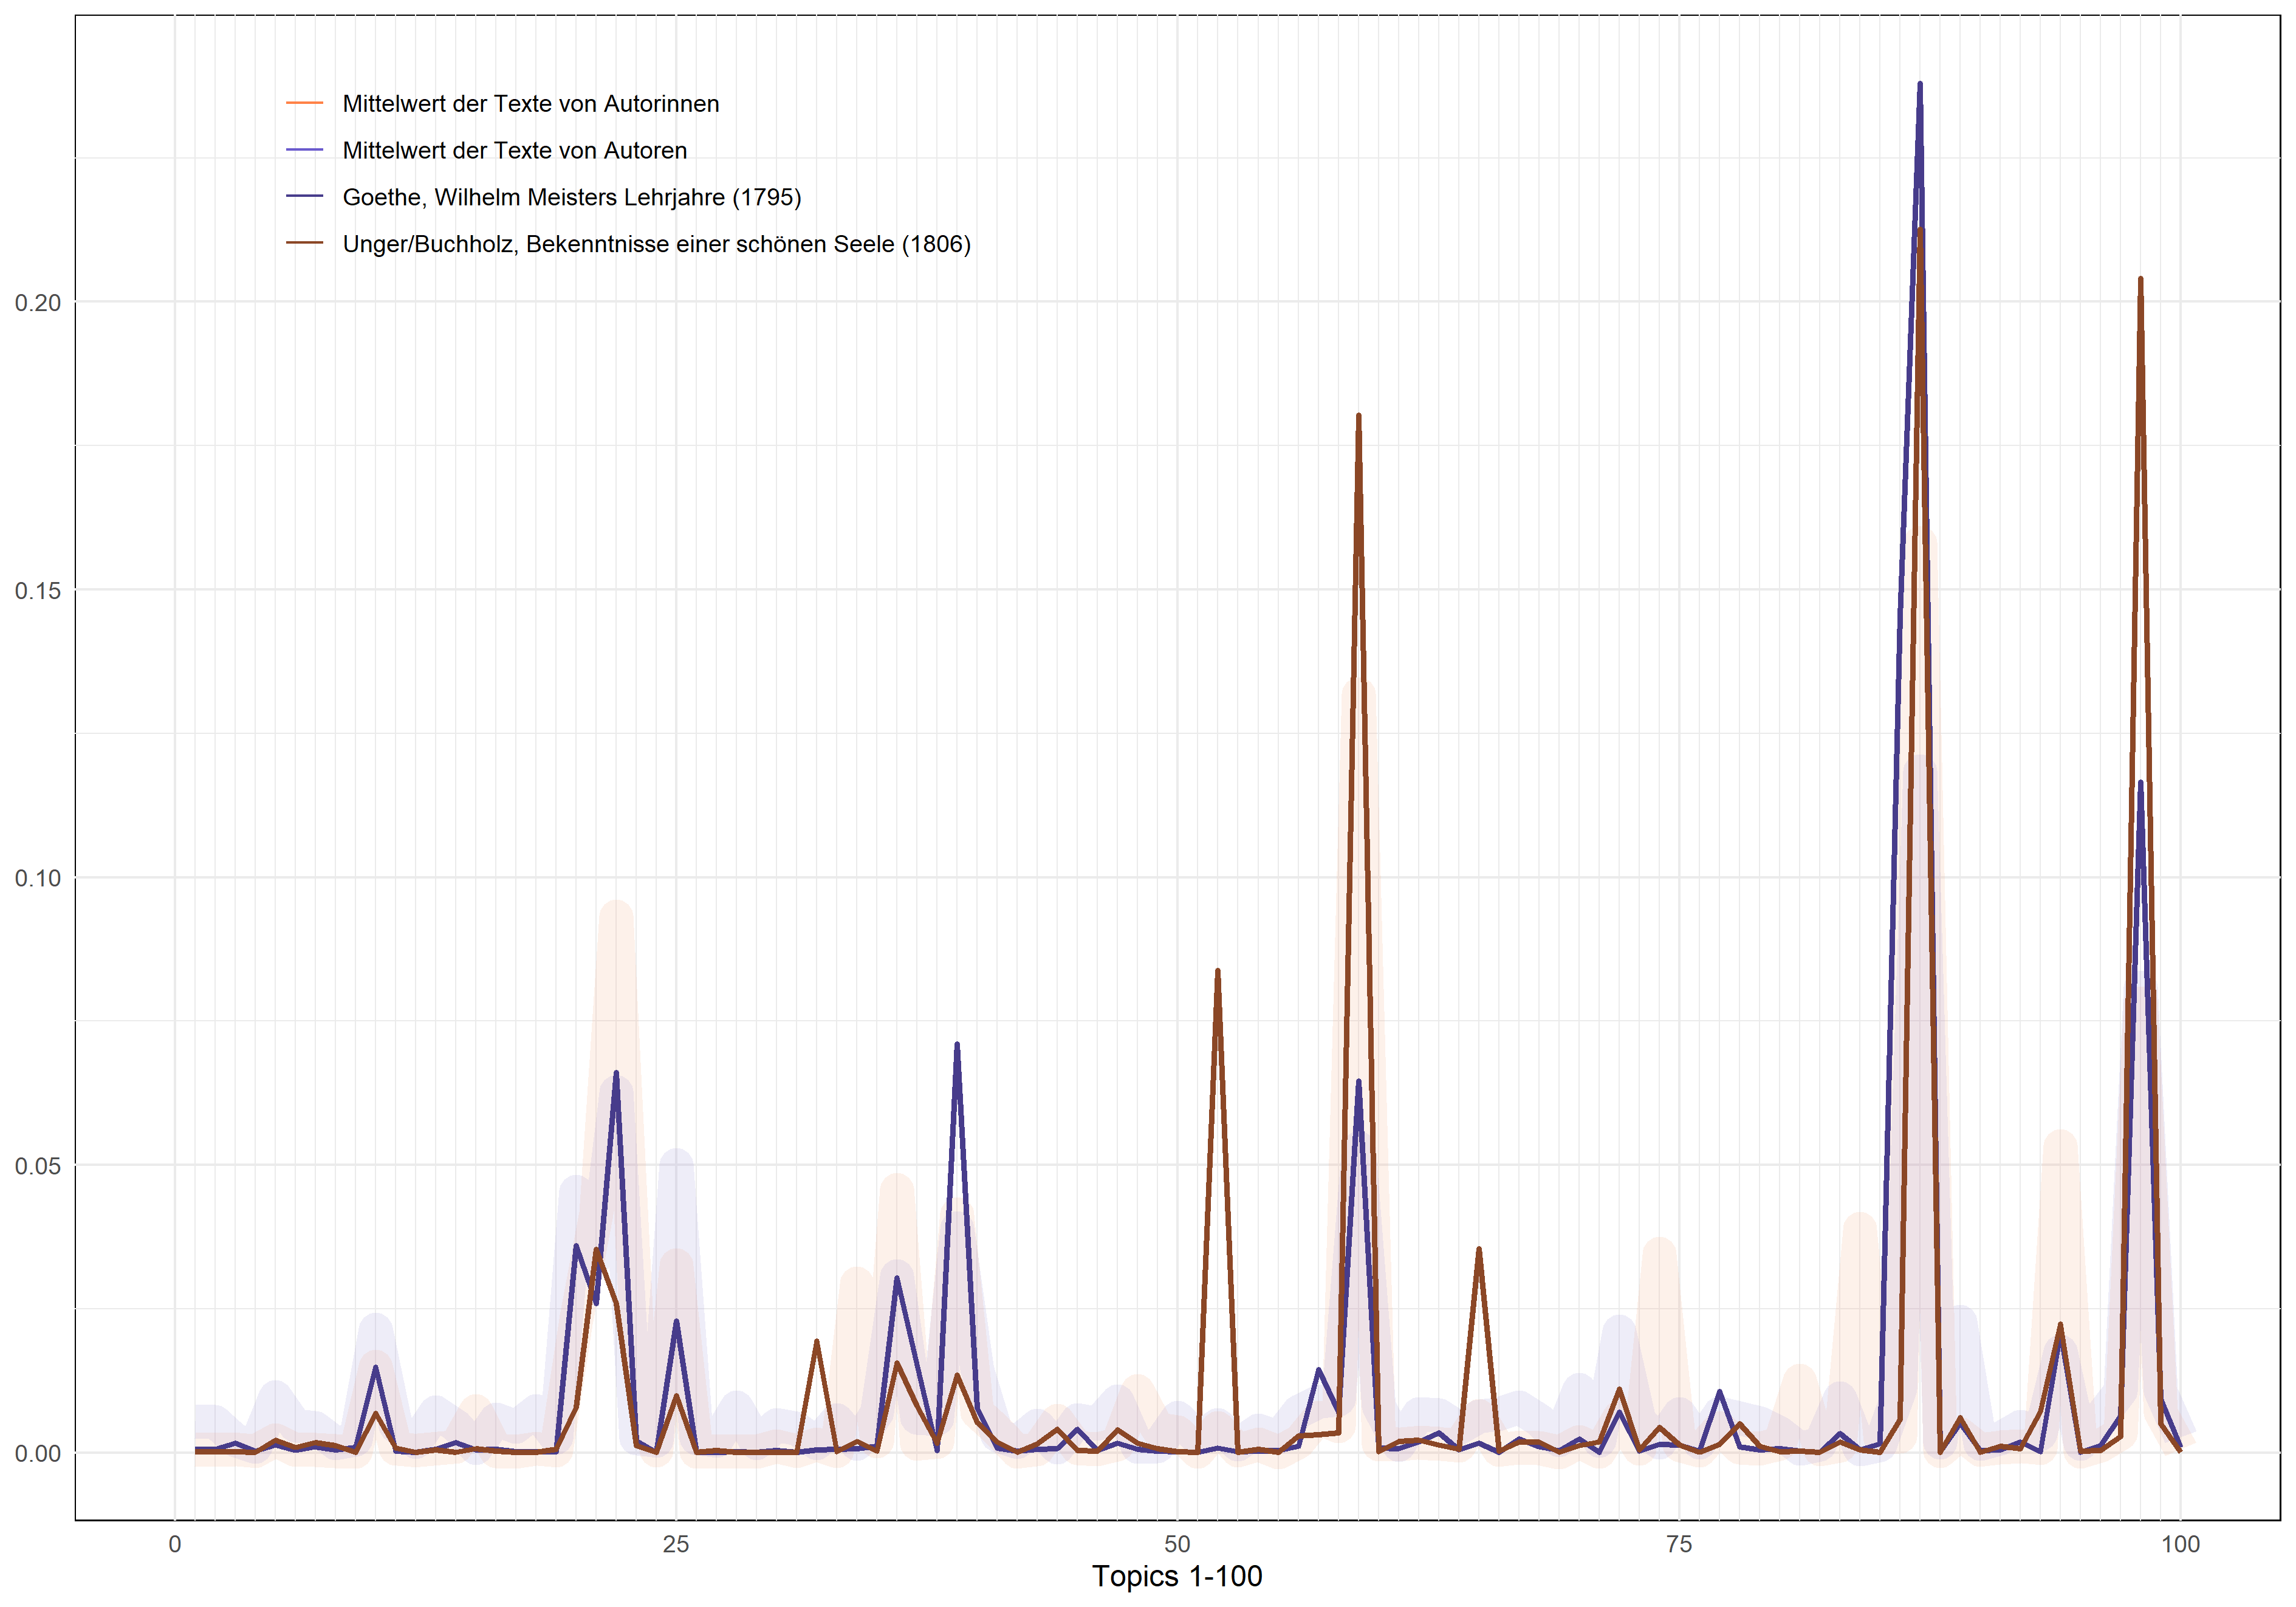 Mittelwert der Texte von Autorinnen
Mittelwert der Texte von Autoren
Goethe, Wilhelm Meisters Lehrjahre (1795)
Unger/Buchholz, Bekenntnisse einer schönen Seele (1806)
0.20
0.15
0.10
0.05
0.00
0 25 50 75 100
Topics 1-100